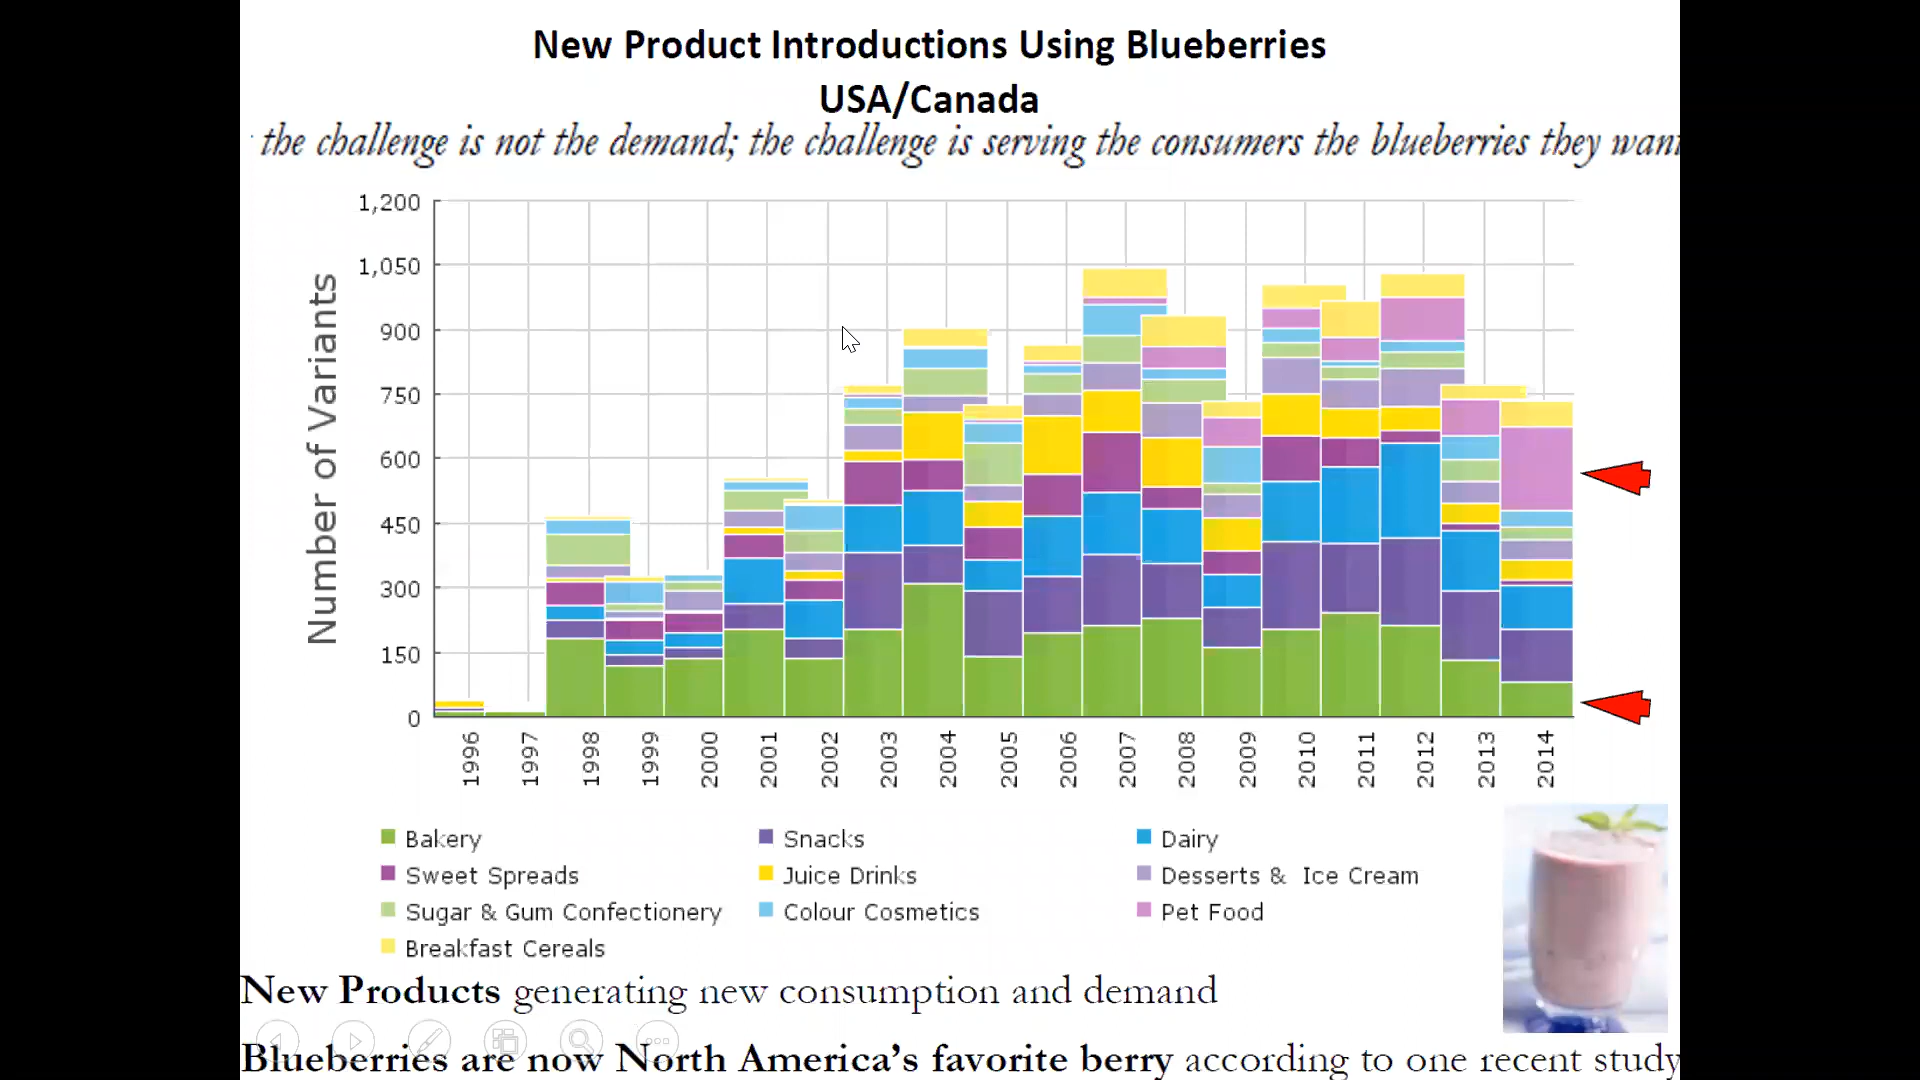 New Product Introductions Using Blueberries
USA/Canada
the challenge is not the demand; the challenge is serving the consumers the blueberries they want
1,200
1,050
900
750
600
450
300
150
0
Number of Variants
1996 1997 1998 1999 2000 2001 2002 2003 2004 2005 2006 2007 2008 2009 2010 2011 2012 2013 2014
Bakery Snacks Dairy
Sweet Spreads Juice Drinks Desserts & Ice Cream
Sugar & Gum Confectionery Colour Cosmetics Pet Food
Breakfast Cereals
New Products generating new consumption and demand
Blueberries are now North America's favorite berry according to one recent study